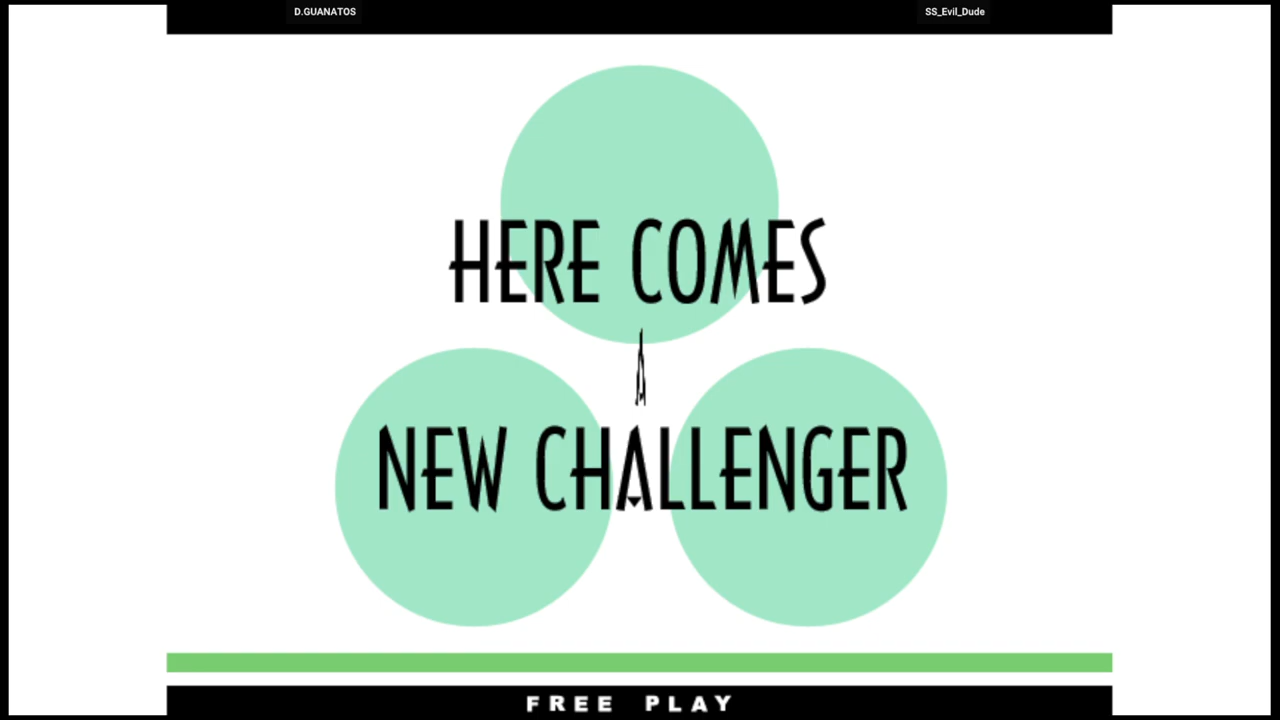 D.GUANATOS SS_Evil_Dude
HERE COMES
A
NEW CHALLENGER
FREE PLAY